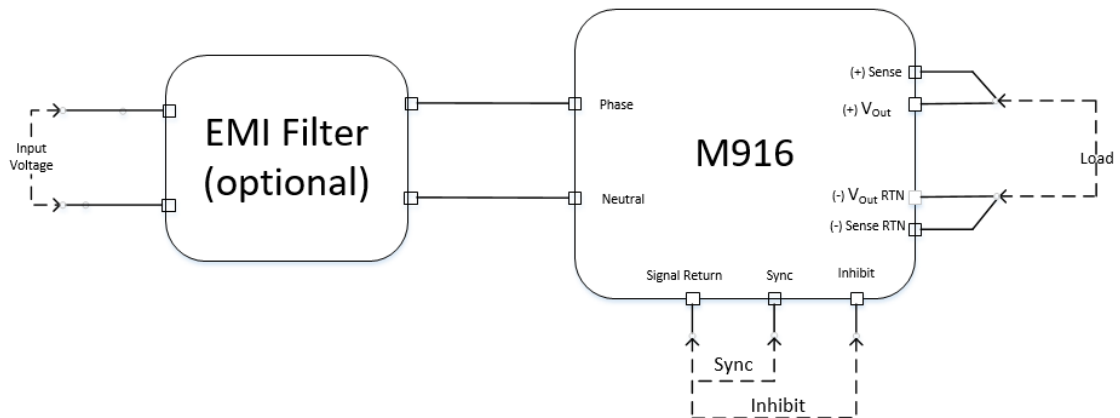 Input
Voltage
EMI Filter
(optional)
Phase
Neutral
M916
(+) Sense
(+) VOut
(-) VOut RTN
(-) Sense RTN
Load
Signal Return
Sync
Inhibit
Sync
Inhibit